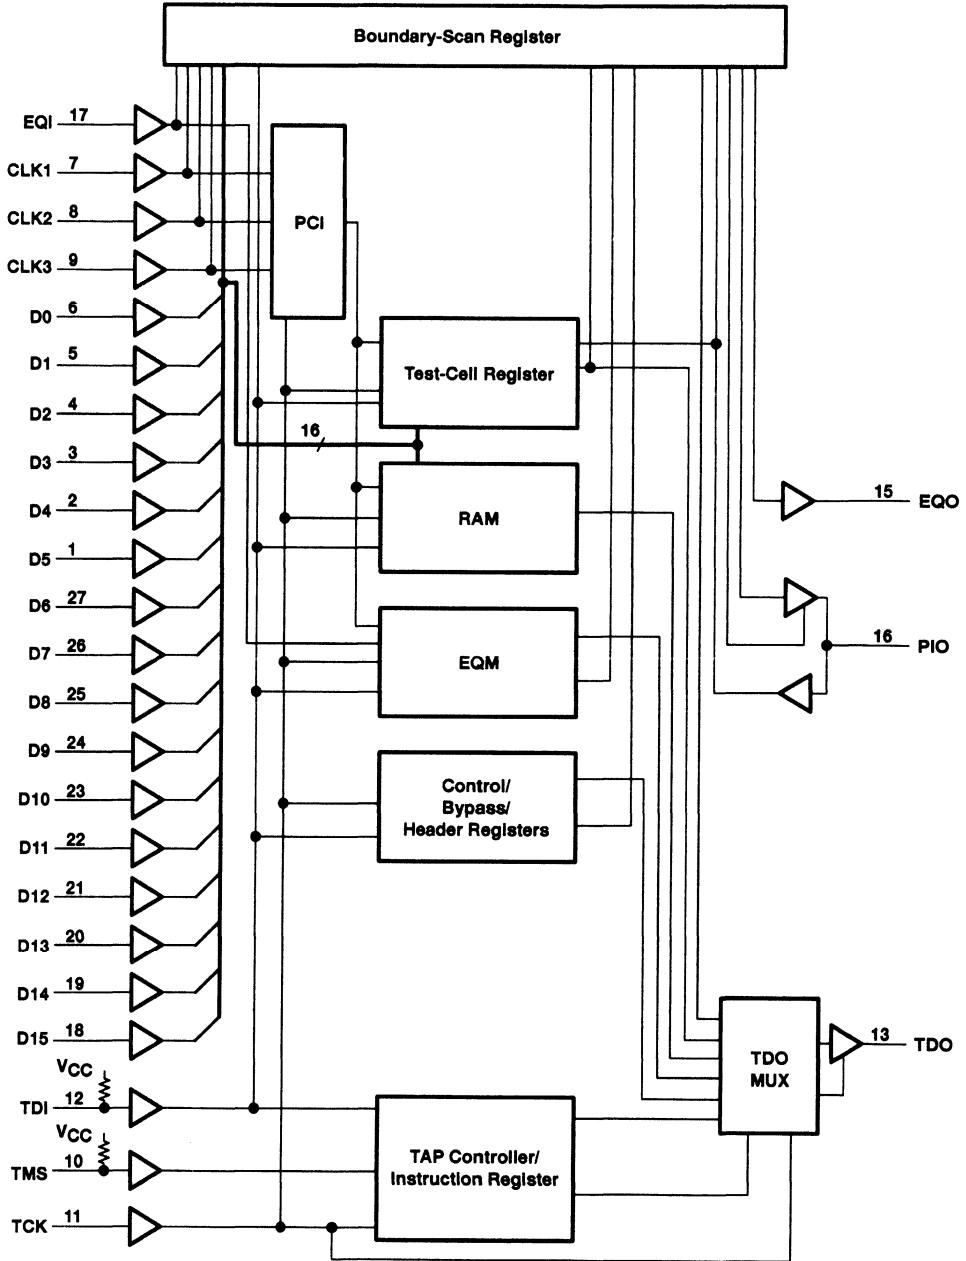 Boundary-Scan Register
EQI 17
CLK1 7
CLK2 8
CLK3 9
PCI
D0 6
D1 5
Test-Cell Register
D2 4
16
D3 3
D4 2
RAM
15 EQO
D5 1
D6 27
D7 26
EQM
16 PIO
D8 25
D9 24
D10 23
Control/
Bypass/
Header Registers
D11 22
D12 21
D13 20
D14 19
D15 18
TDO
MUX
13 TDO
VCC
TDI 12
VCC
TMS 10
TAP Controller/
Instruction Register
TCK 11